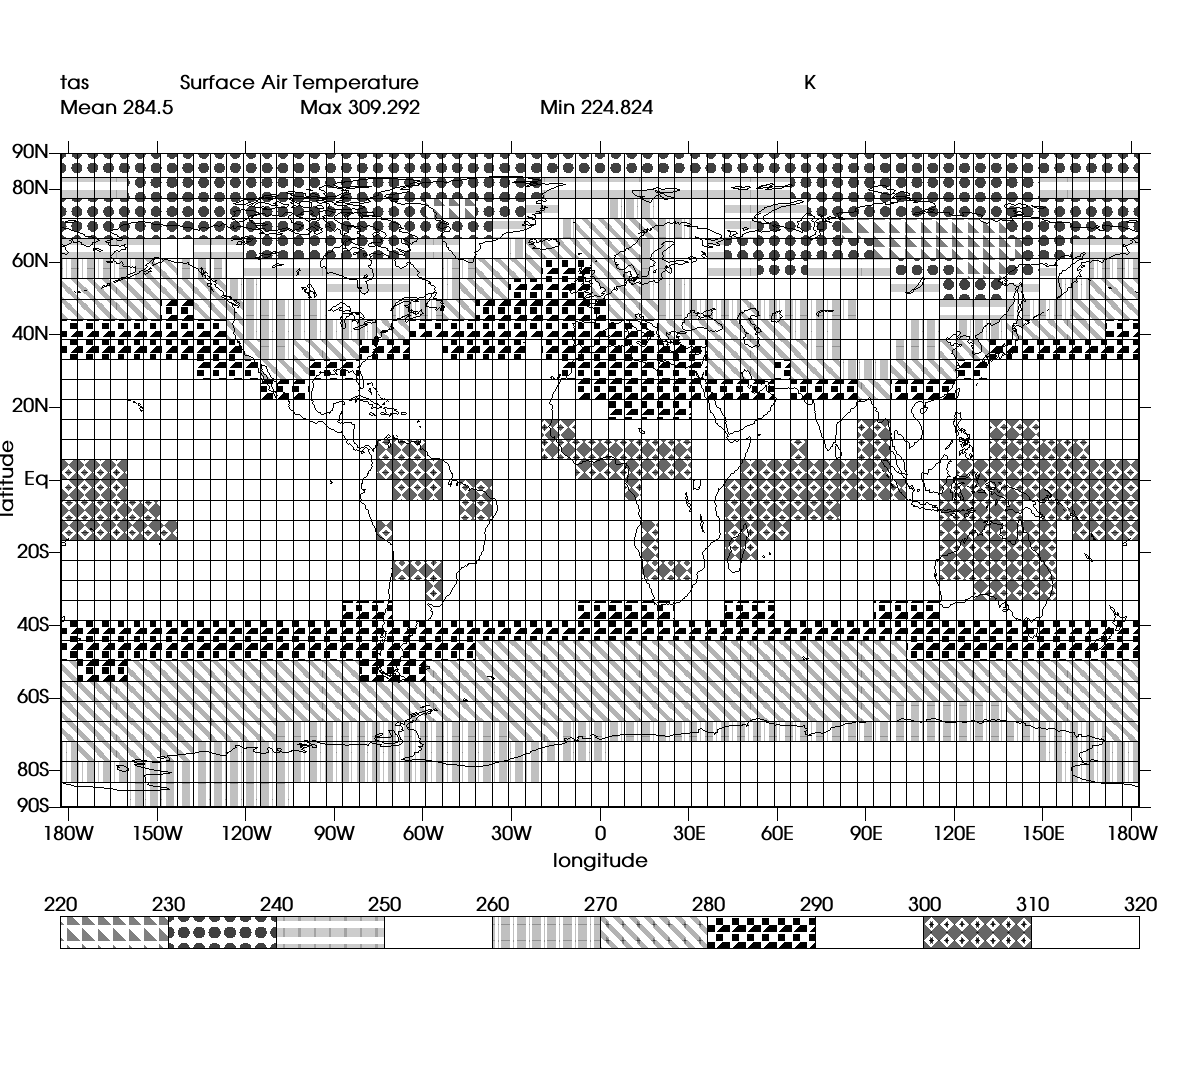 tas Surface Air Temperature K
Mean 284.5 Max 309.292 Min 224.824
90N
80N
60N
40N
20N
Eq
20S
40S
60S
80S
90S
latitude
180W 150W 120W 90W 60W 30W 0 30E 60E 90E 120E 150E 180W
longitude
220 230 240 250 260 270 280 290 300 310 320